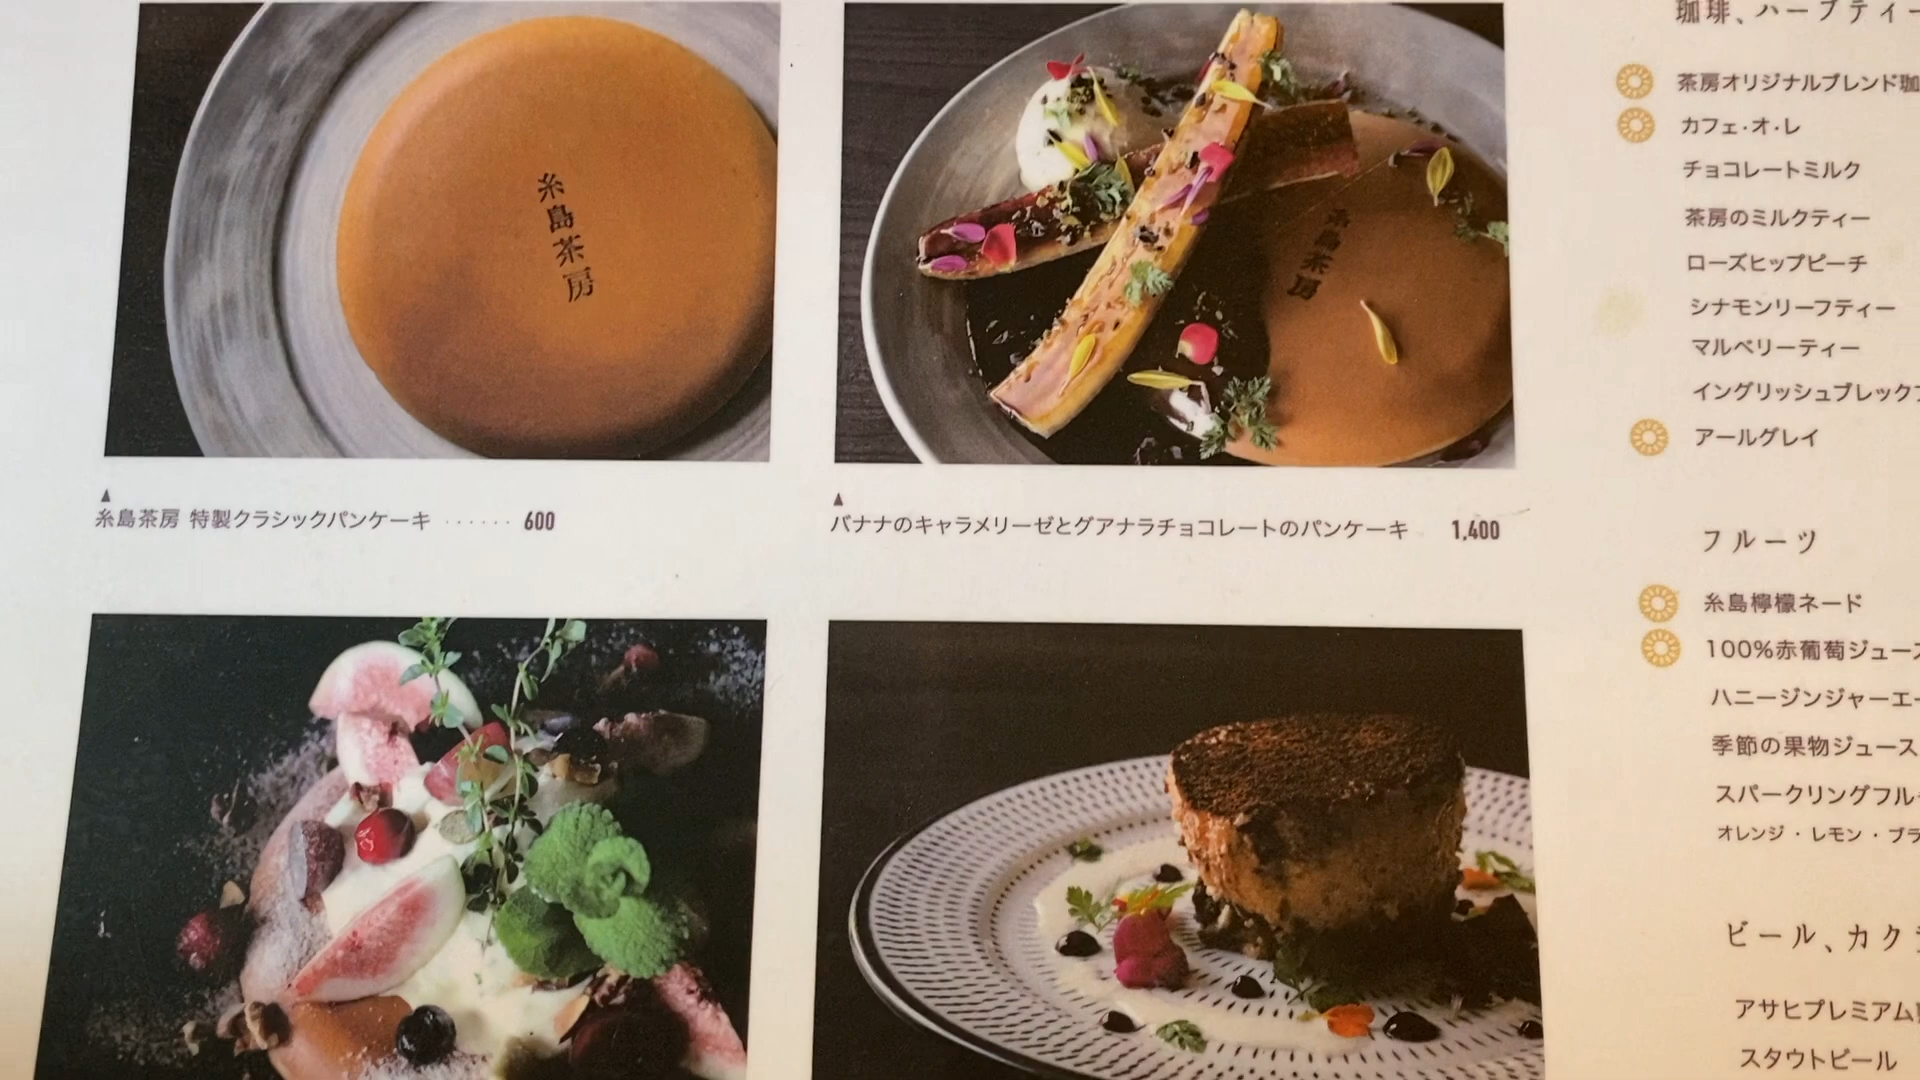 糸島茶房
糸島茶房
▲
糸島茶房 特製クラシックパンケーキ ······ 600
▲
バナナのキャラメリーゼとグアナラチョコレートのパンケーキ 1,400
珈琲、ハーブティー
茶房オリジナルブレンド珈
カフェ・オ・レ
チョコレートミルク
茶房のミルクティー
ローズヒップピーチ
シナモンリーフティー
マルベリーティー
イングリッシュブレック
アールグレイ
フルーツ
糸島檸檬ネード
100%赤葡萄ジュース
ハニージンジャーエー
季節の果物ジュース
スパークリングフル
オレンジ・レモン・ブラ
ビール、カク
アサヒプレミアム
スタウトビール